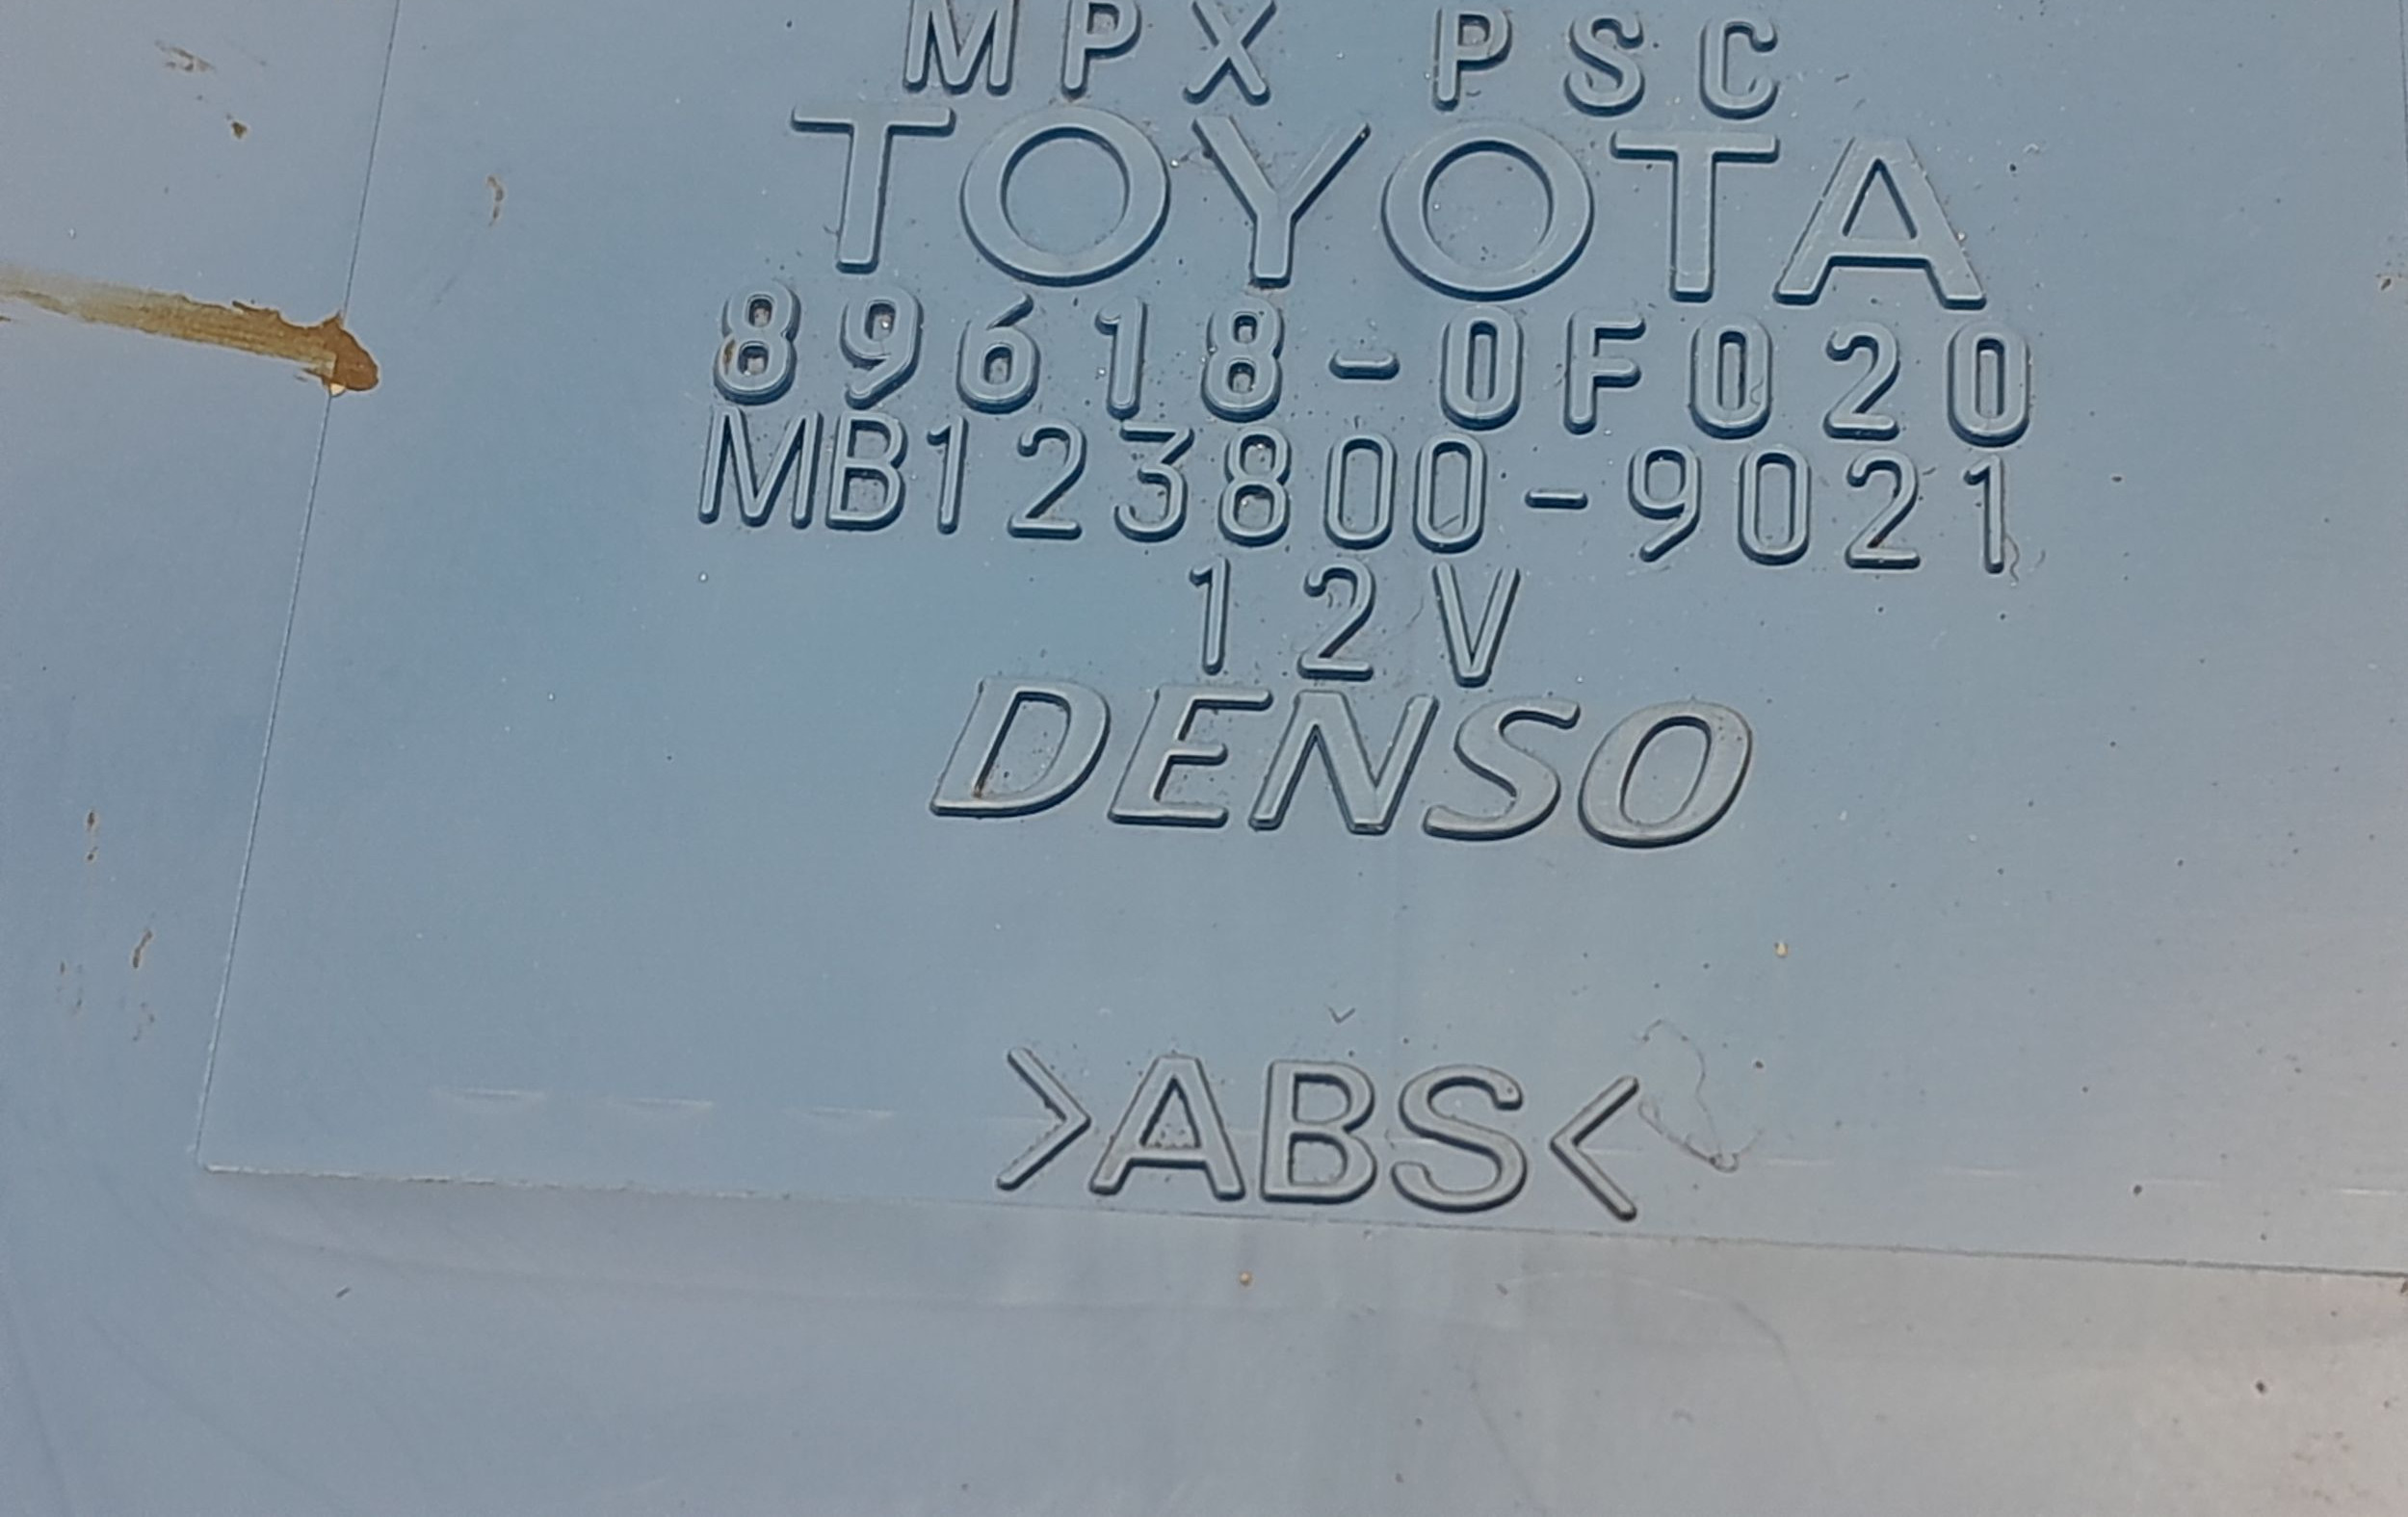 MPX PSC
TOYOTA
89618-0F020
MB123800-9021
12V
DENSO
>ABS<